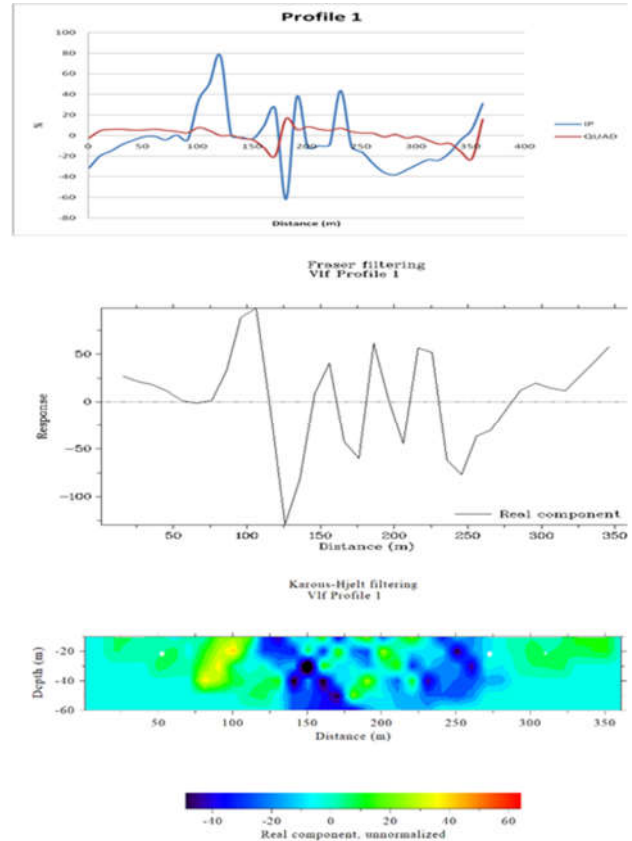 Profile 1
100
80
60
40
20
0
-20
-40
-60
-80
%
0 50 100 150 200 250 300 350 400
Distance (m)
IP
QUAD
Fraser filtering
Vlf Profile 1
50
0
-50
-100
Response
Real component
50 100 150 200 250 300 350
Distance (m)
Karous-Hjelt filtering
Vlf Profile 1
-20
-40
-60
Depth (m)
0 50 100 150 200 250 300 350
Distance (m)
-40 -20 0 20 40 60
Real component, unnormalized